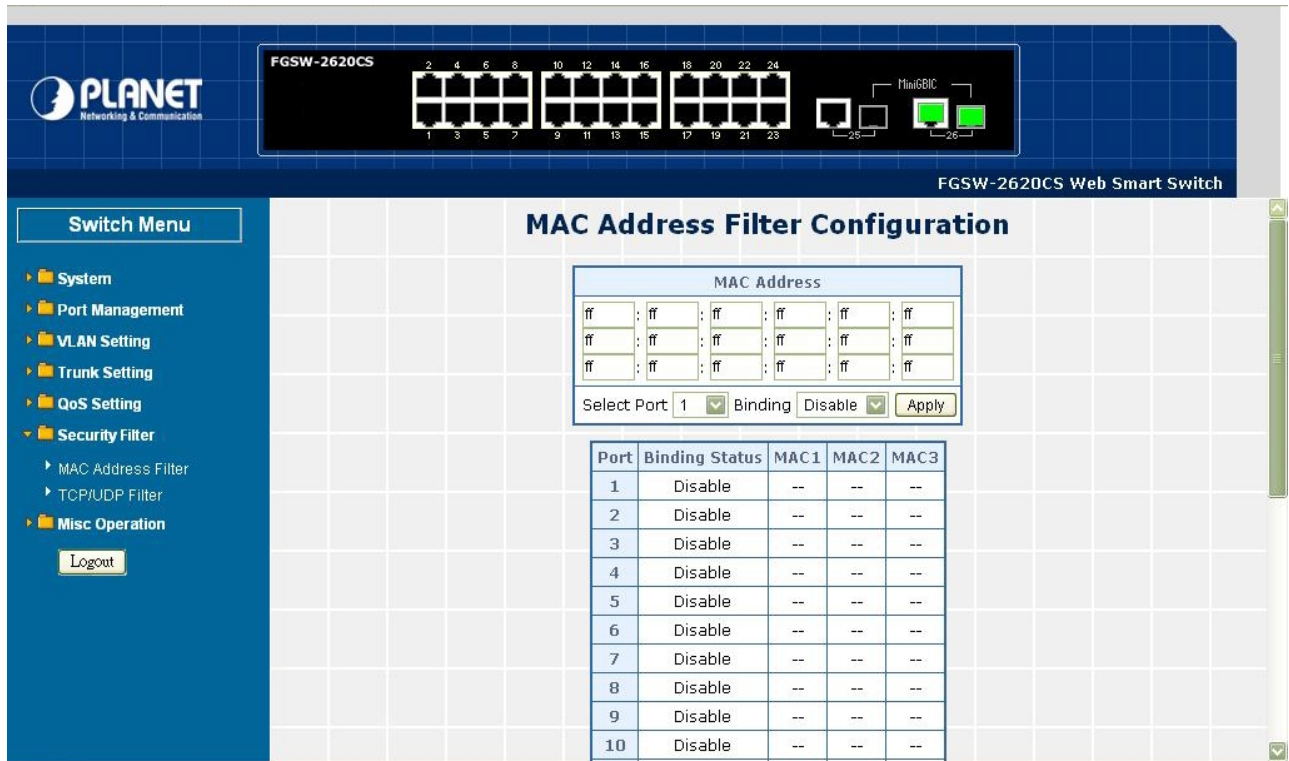 FGSW-2620CS
2 4 6 8 10 12 14 16 18 20 22 24
MiniGBIC
PLANET
Networking & Communication
1 3 5 7 9 11 13 15 17 19 21 23
25 26
FGSW-2620CS Web Smart Switch
Switch Menu
System
Port Management
VLAN Setting
Trunk Setting
QoS Setting
Security Filter
MAC Address Filter
TCP/UDP Filter
Misc Operation
Logout
MAC Address Filter Configuration
MAC Address
ff : ff : ff : ff : ff : ff
ff : ff : ff : ff : ff : ff
ff : ff : ff : ff : ff : ff
Select Port 1 Binding Disable Apply
Port Binding Status MAC1 MAC2 MAC3
1 Disable -- -- --
2 Disable -- -- --
3 Disable -- -- --
4 Disable -- -- --
5 Disable -- -- --
6 Disable -- -- --
7 Disable -- -- --
8 Disable -- -- --
9 Disable -- -- --
10 Disable -- -- --